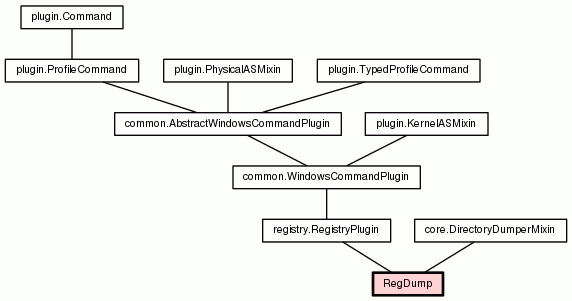 plugin.Command
plugin.ProfileCommand
plugin.PhysicalASMixin
plugin.TypedProfileCommand
common.AbstractWindowsCommandPlugin
plugin.KernelASMixin
common.WindowsCommandPlugin
registry.RegistryPlugin
core.DirectoryDumperMixin
RegDump